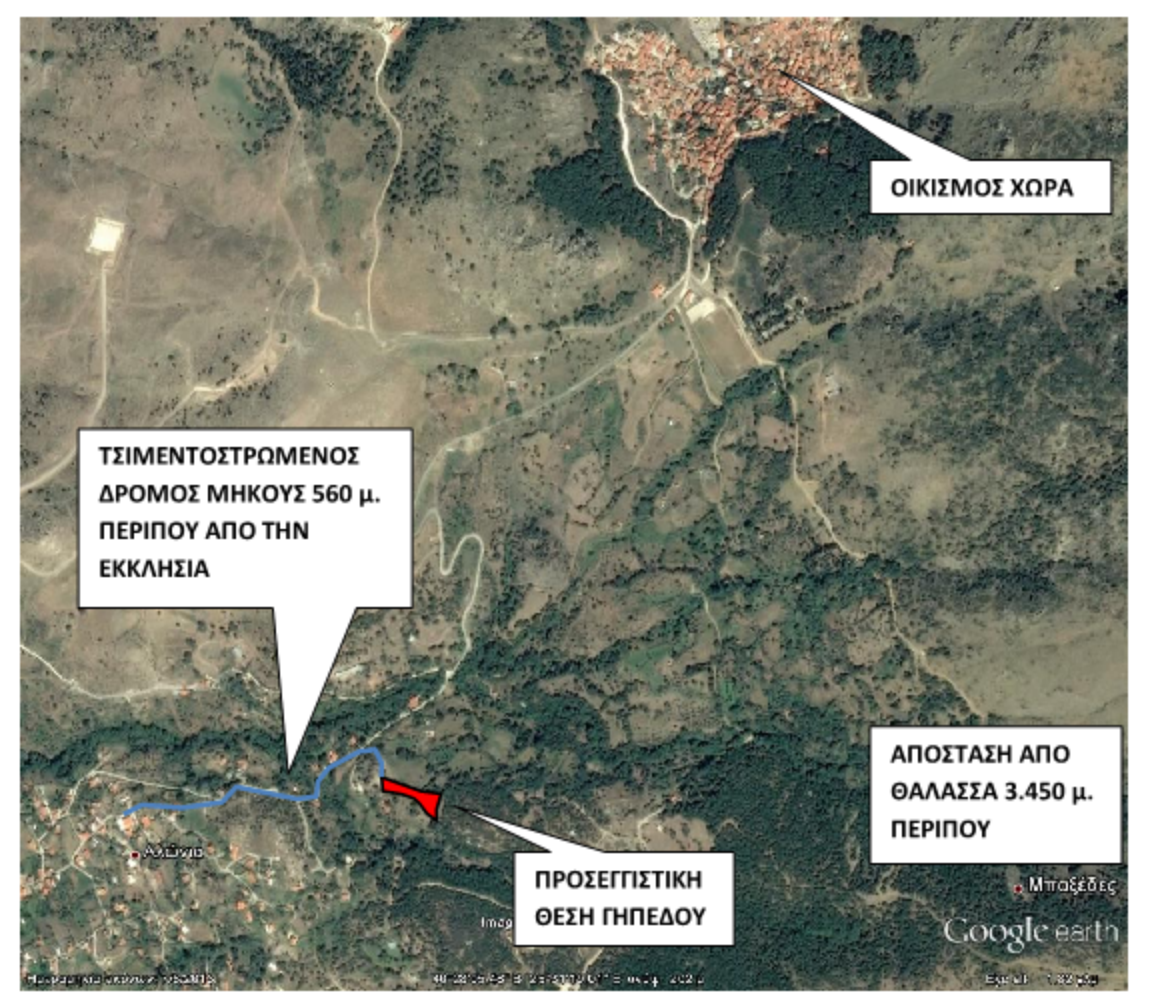 ΟΙΚΙΣΜΟΣ ΧΩΡΑ
ΤΣΙΜΕΝΤΟΣΤΡΩΜΕΝΟΣ
ΔΡΟΜΟΣ ΜΗΚΟΥΣ 560 μ.
ΠΕΡΙΠΟΥ ΑΠΟ ΤΗΝ
ΕΚΚΛΗΣΙΑ
ΑΠΟΣΤΑΣΗ ΑΠΟ
ΘΑΛΑΣΣΑ 3.450 μ.
ΠΕΡΙΠΟΥ
Αλώνια
ΠΡΟΣΕΓΓΙΣΤΙΚΗ
ΘΕΣΗ ΓΗΠΕΔΟΥ
Μπαξέδες
Imag
Google earth